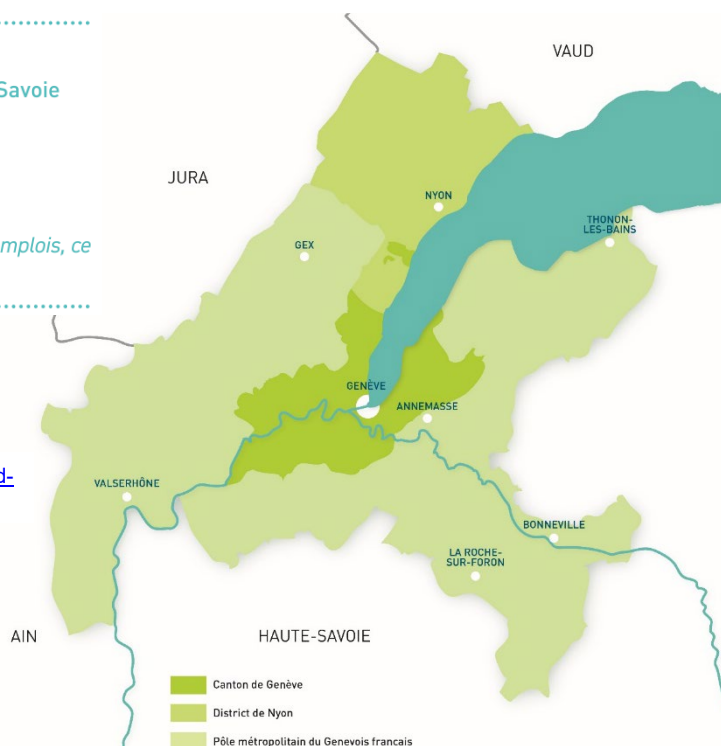 Savoie
mplois, ce
d-
VAUD
JURA
NYON
THONON-
LES-BAINS
GEX
GENÈVE
ANNEMASSE
VALSERHÔNE
BONNEVILLE
LA ROCHE-
SUR-FORON
AIN
HAUTE-SAVOIE
Canton de Genève
District de Nyon
Pôle métropolitain du Genevois français